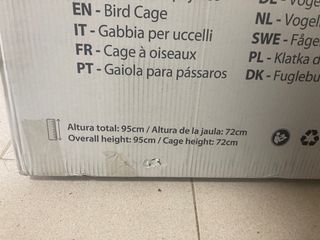 EN - Bird Cage
IT - Gabbia per uccelli
FR - Cage à oiseaux
PT - Gaiola para pássaros
NL - Vogel
SWE - Fåge
PL - Klatka d
DK - Fuglebu
Altura total: 95cm / Altura de la jaula: 72cm
Overall height: 95cm / Cage height: 72cm